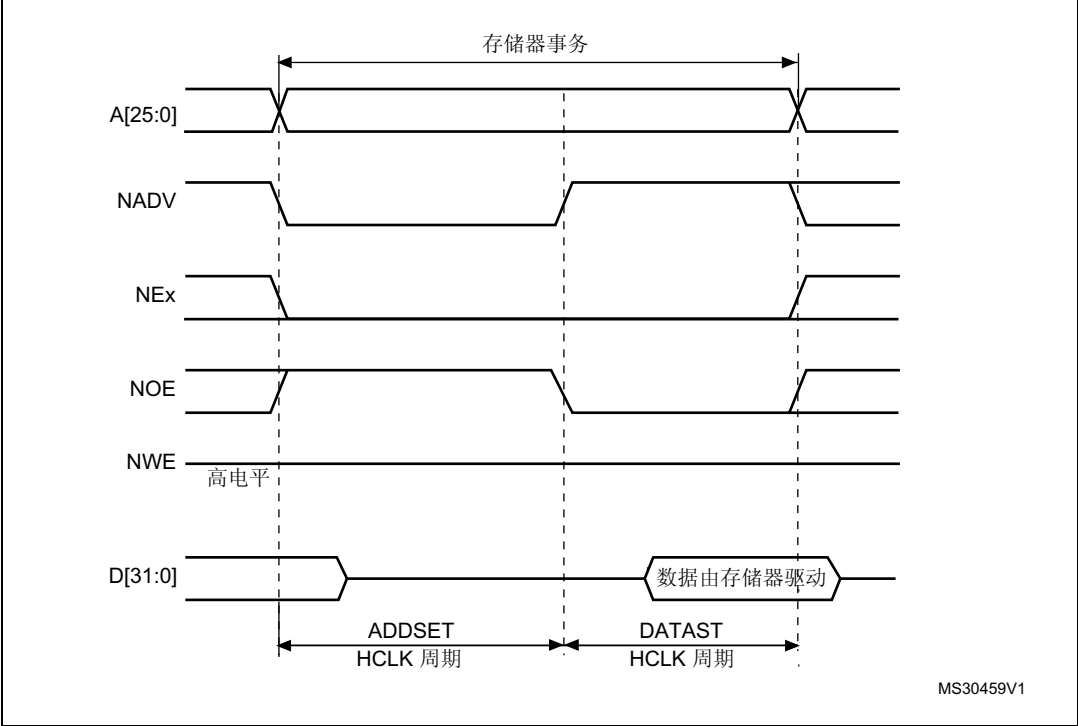 存储器事务
A[25:0]
NADV
NEx
NOE
NWE
高电平
D[31:0]
数据由存储器驱动
ADDSET
HCLK 周期
DATAST
HCLK 周期
MS30459V1